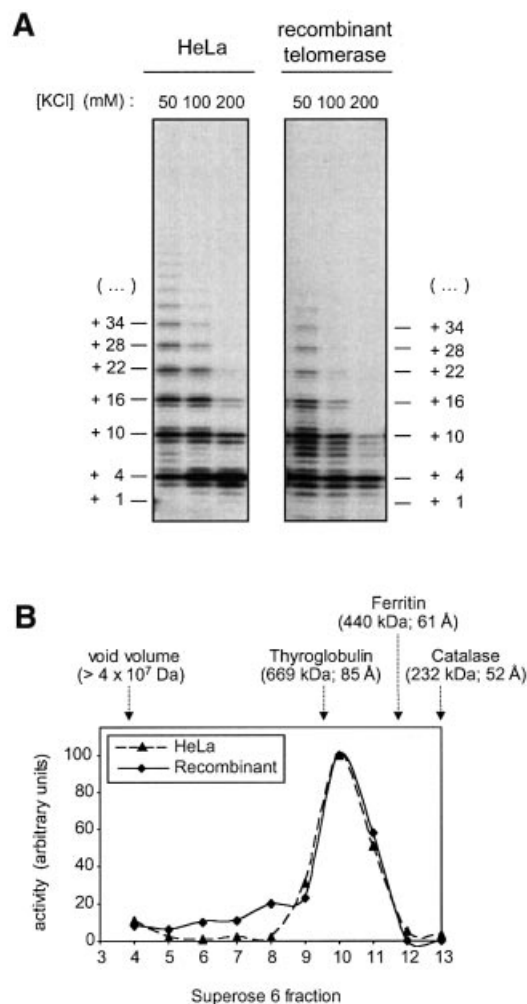 A
HeLa
recombinant
telomerase
[KCl] (mM) : 50 100 200 50 100 200
( ... ) ( ... )
+ 34 + 34
+ 28 + 28
+ 22 + 22
+ 16 + 16
+ 10 + 10
+ 4 + 4
+ 1 + 1
B
Ferritin
(440 kDa; 61 Å)
void volume Thyroglobulin Catalase
(> 4 x 10⁷ Da) (669 kDa; 85 Å) (232 kDa; 52 Å)
activity (arbitrary units)
100
80
60
40
20
0
HeLa
Recombinant
3 4 5 6 7 8 9 10 11 12 13
Superose 6 fraction